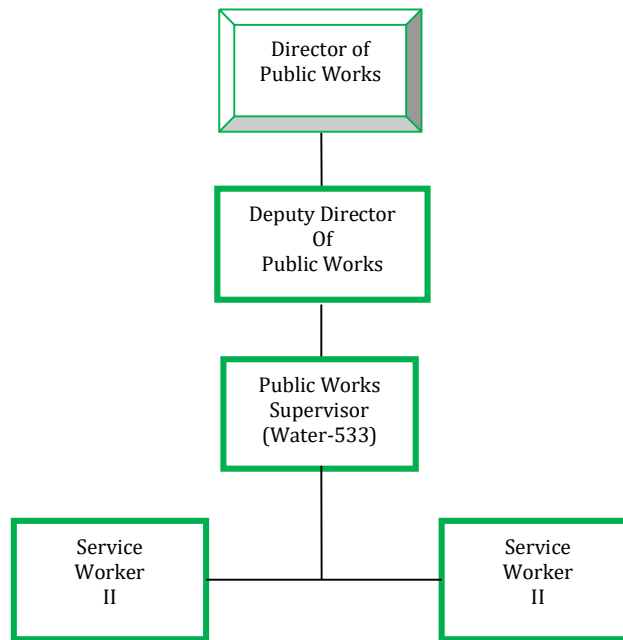 Director of
Public Works
Deputy Director
Of
Public Works
Public Works
Supervisor
(Water-533)
Service
Worker
II
Service
Worker
II